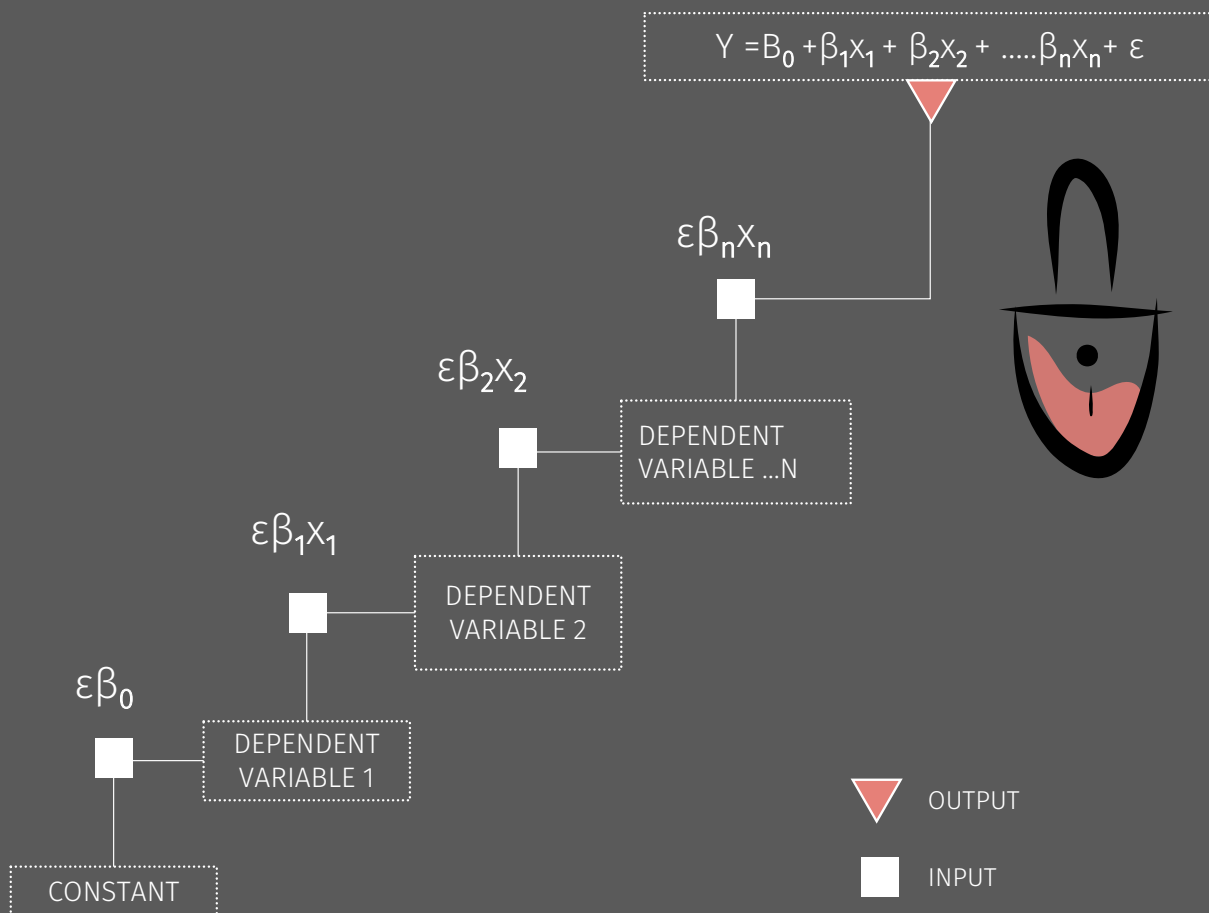 Y =B₀ +β₁x₁ + β₂x₂ + .....βₙxₙ+ ε
εβₙxₙ
εβ₂x₂
DEPENDENT
VARIABLE ...N
εβ₁x₁
DEPENDENT
VARIABLE 2
εβ₀
DEPENDENT
VARIABLE 1
CONSTANT
OUTPUT
INPUT